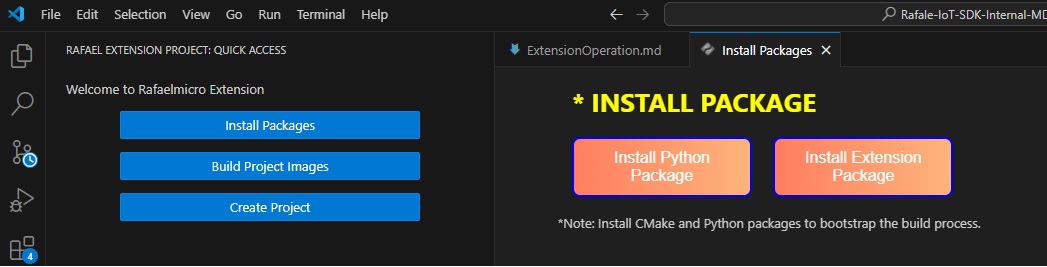 File Edit Selection View Go Run Terminal Help
Rafale-IoT-SDK-Internal-MD
RAFAEL EXTENSION PROJECT: QUICK ACCESS
Welcome to Rafaelmicro Extension
Install Packages
Build Project Images
Create Project
4
ExtensionOperation.md
Install Packages
* INSTALL PACKAGE
Install Python
Package
Install Extension
Package
*Note: Install CMake and Python packages to bootstrap the build process.